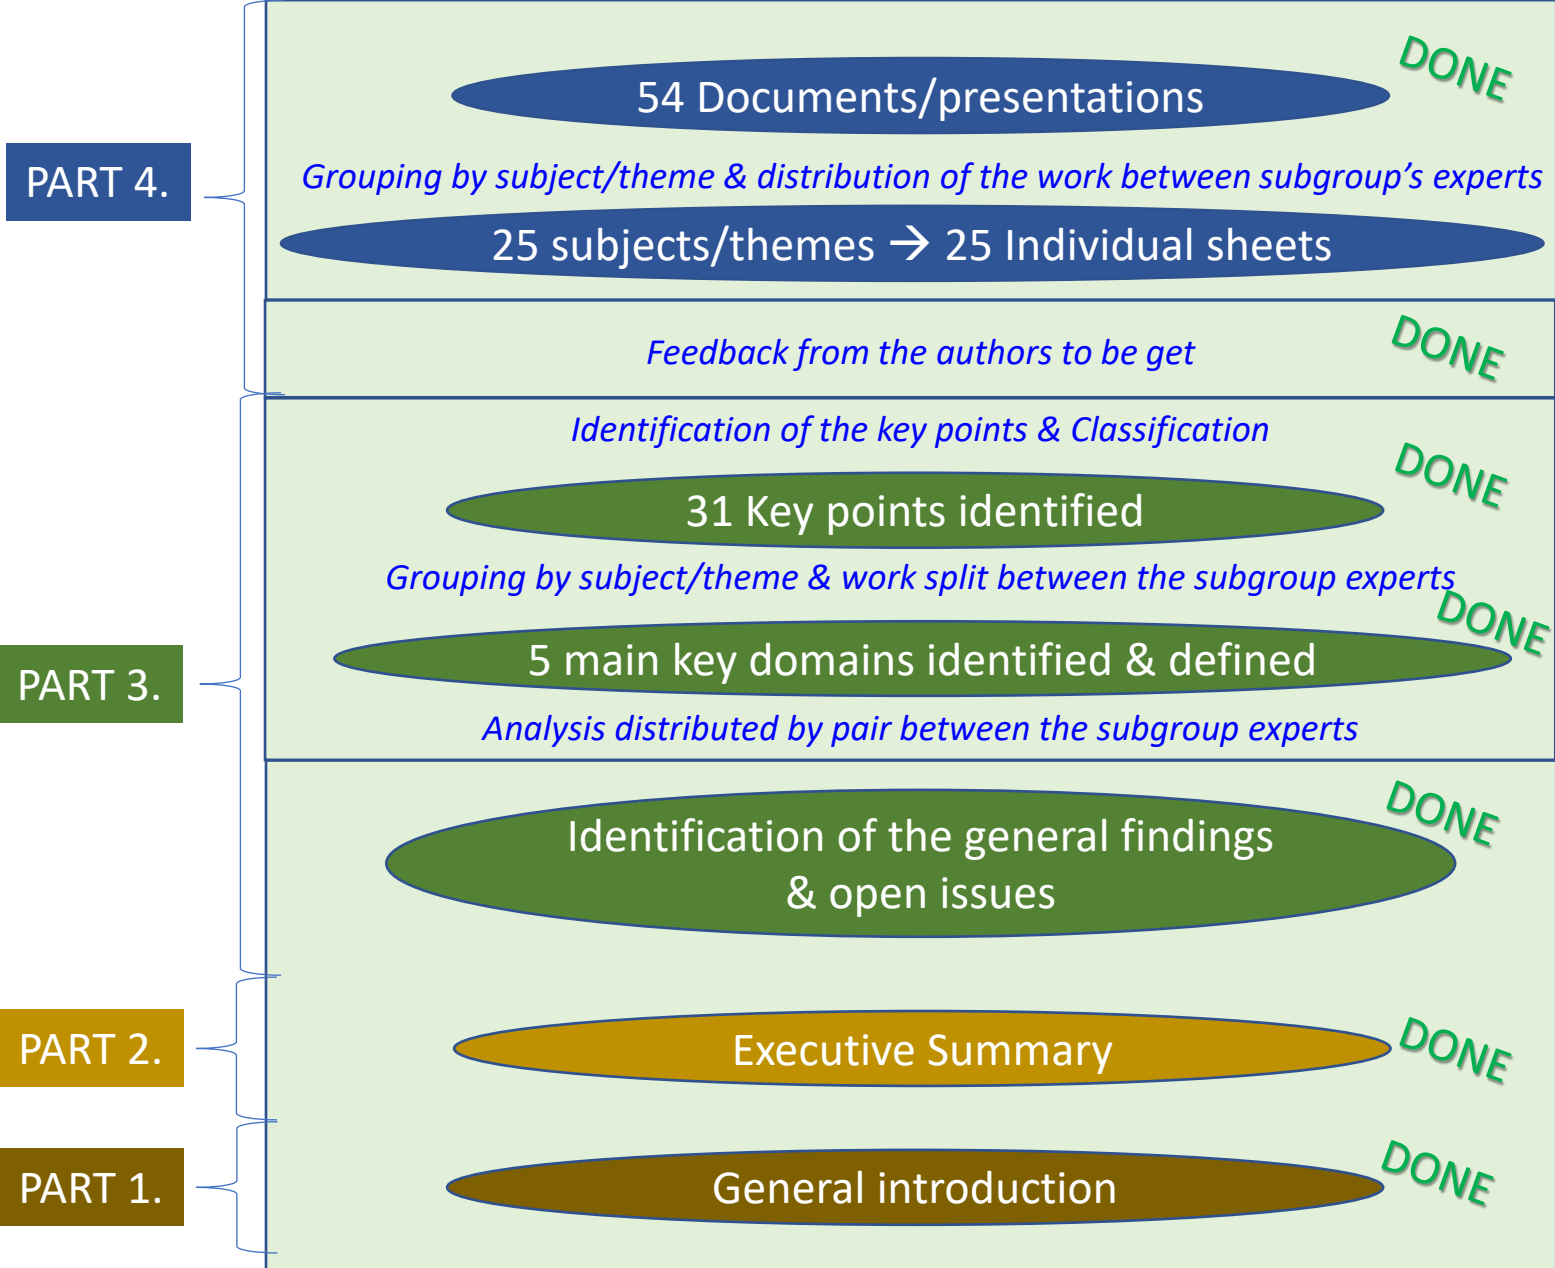 DONE
54 Documents/presentations
PART 4.
Grouping by subject/theme & distribution of the work between subgroup’s experts
25 subjects/themes → 25 Individual sheets
DONE
Feedback from the authors to be get
Identification of the key points & Classification
DONE
31 Key points identified
Grouping by subject/theme & work split between the subgroup experts
DONE
5 main key domains identified & defined
PART 3.
Analysis distributed by pair between the subgroup experts
DONE
Identification of the general findings
& open issues
PART 2.
Executive Summary
DONE
PART 1.
General introduction
DONE